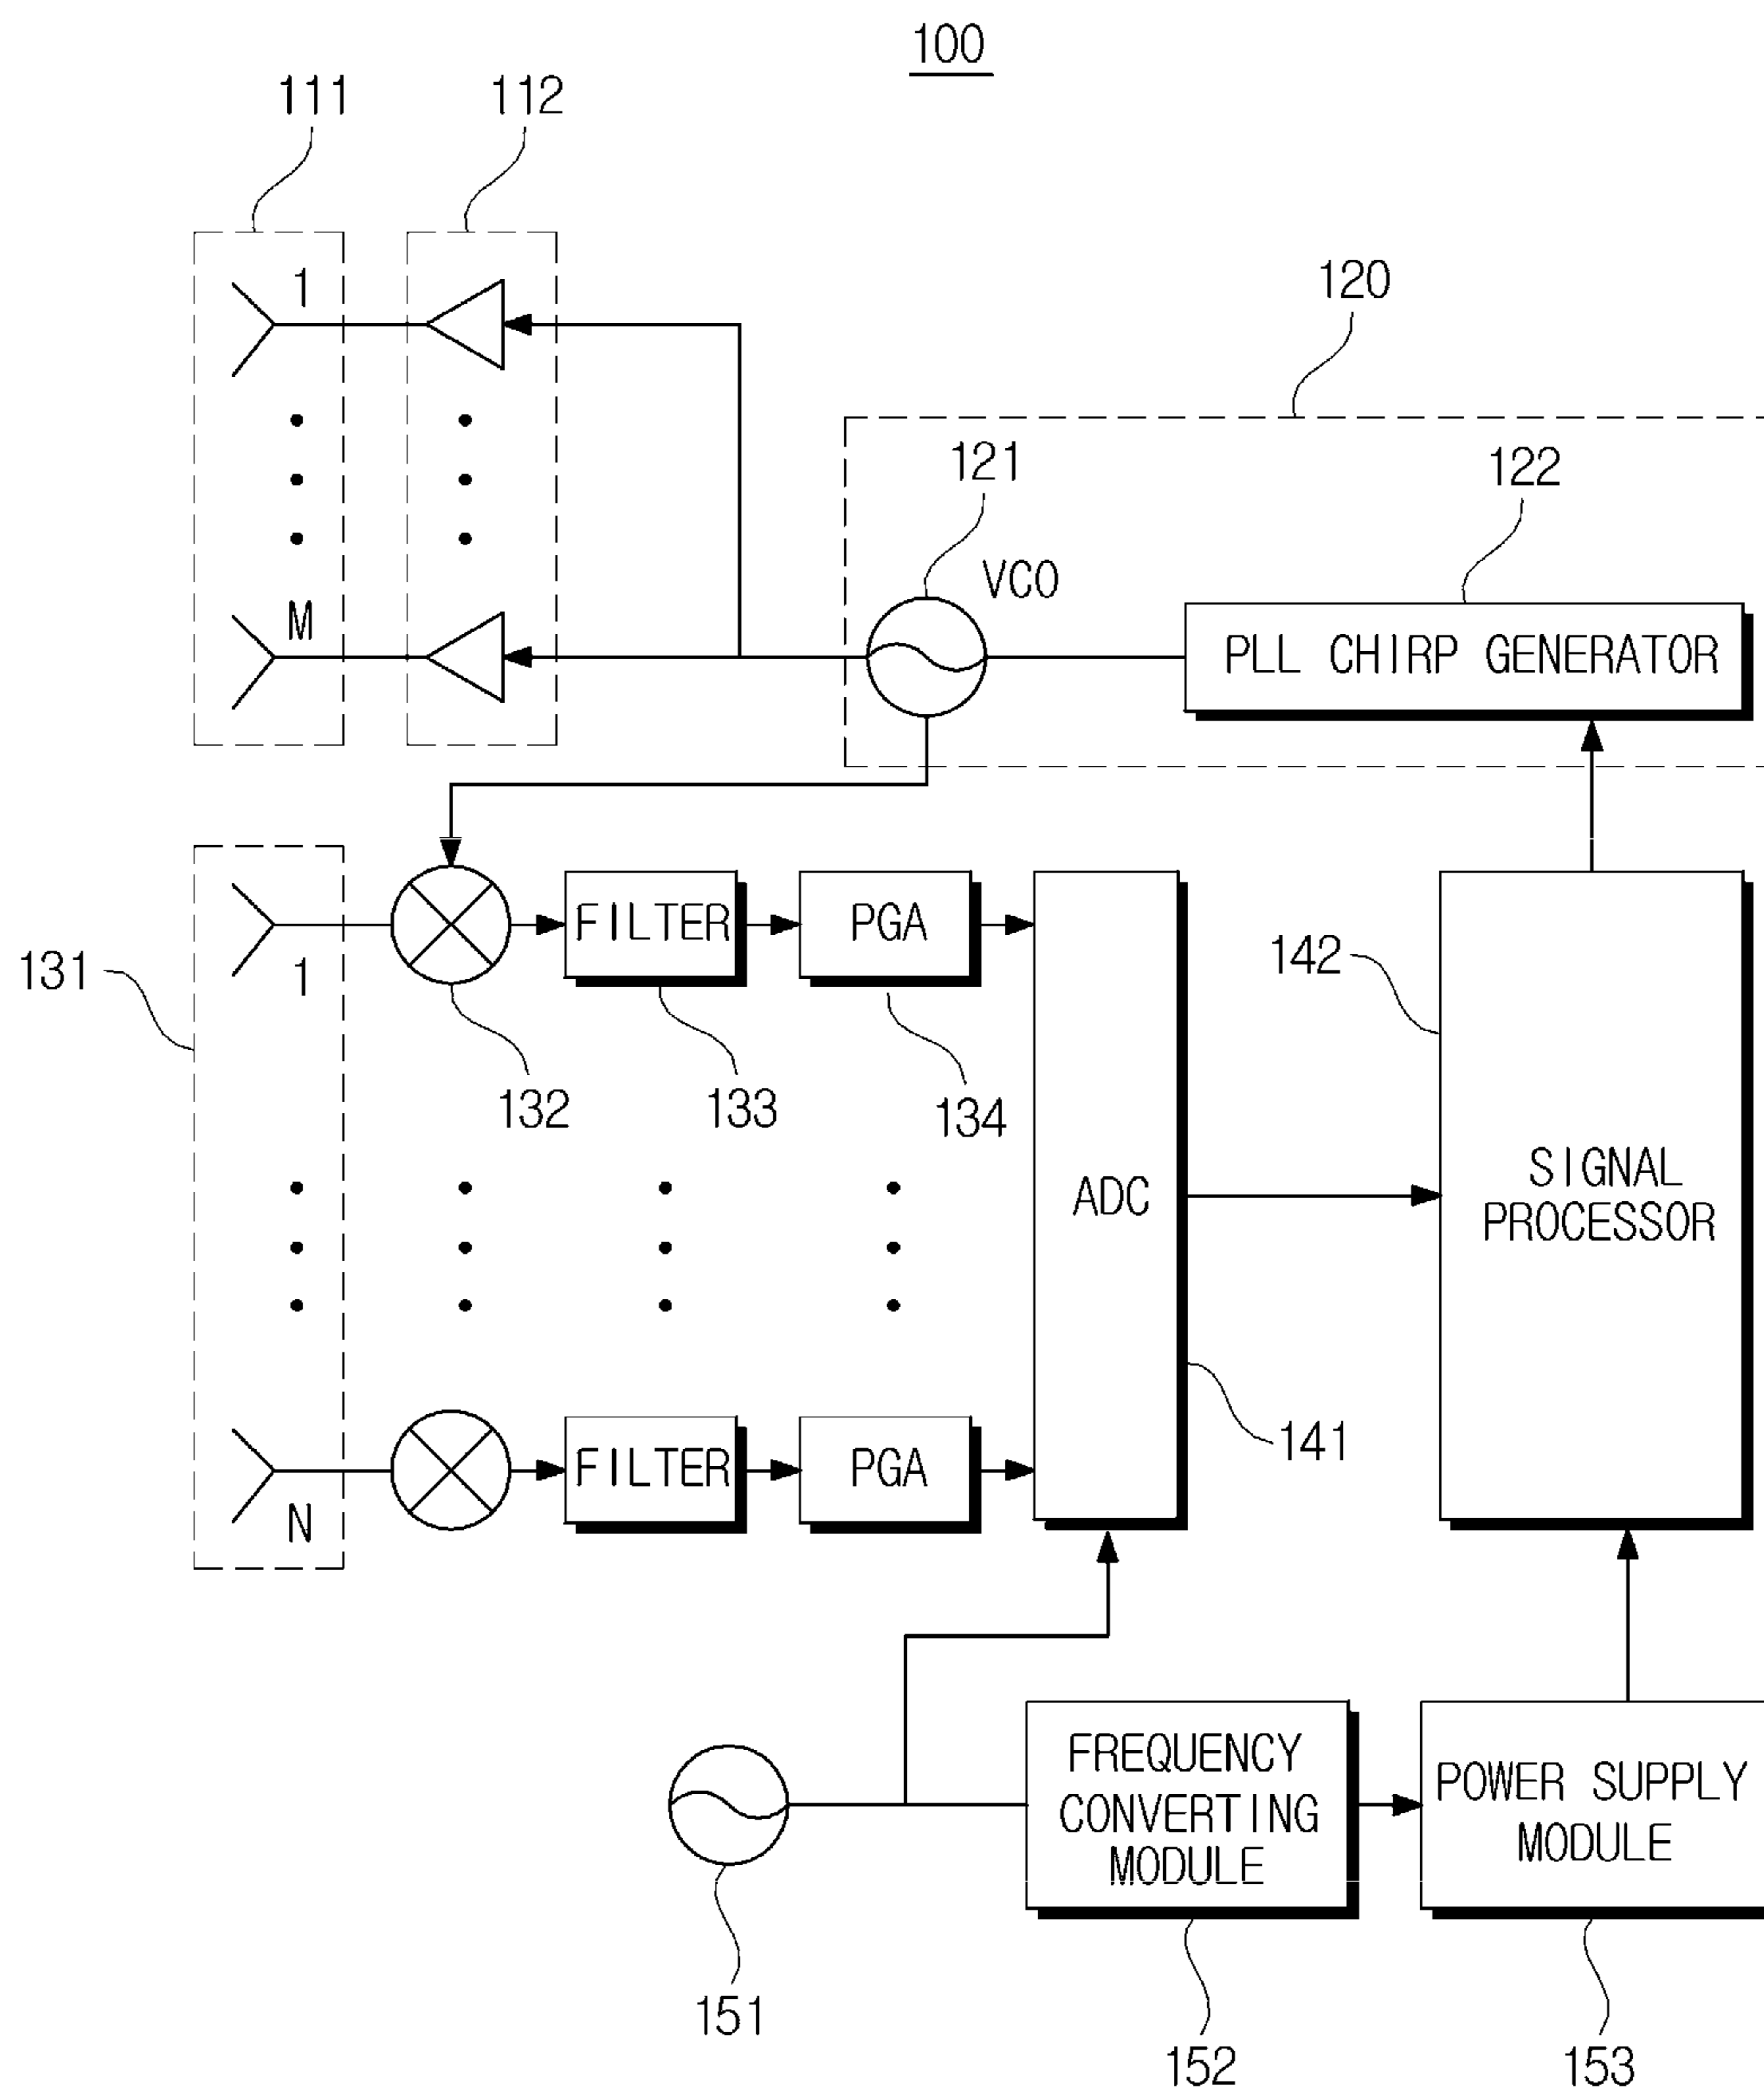 100
111
112
1
M
120
121
VCO
122
PLL CHIRP GENERATOR
131
1
132
FILTER
133
PGA
134
ADC
142
SIGNAL
PROCESSOR
N
FILTER
PGA
141
151
FREQUENCY
CONVERTING
MODULE
152
POWER SUPPLY
MODULE
153